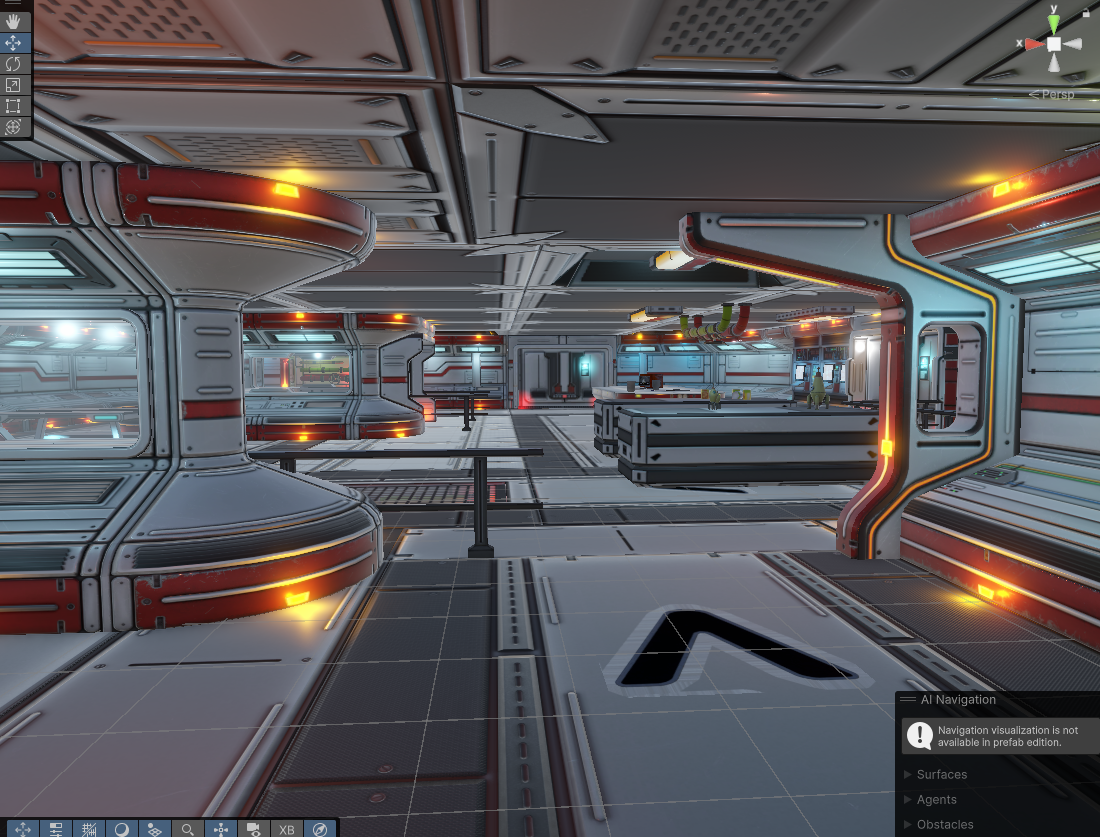 y
x
< Persp
AI Navigation
Navigation visualization is not
available in prefab edition.
Surfaces
Agents
Obstacles
XB